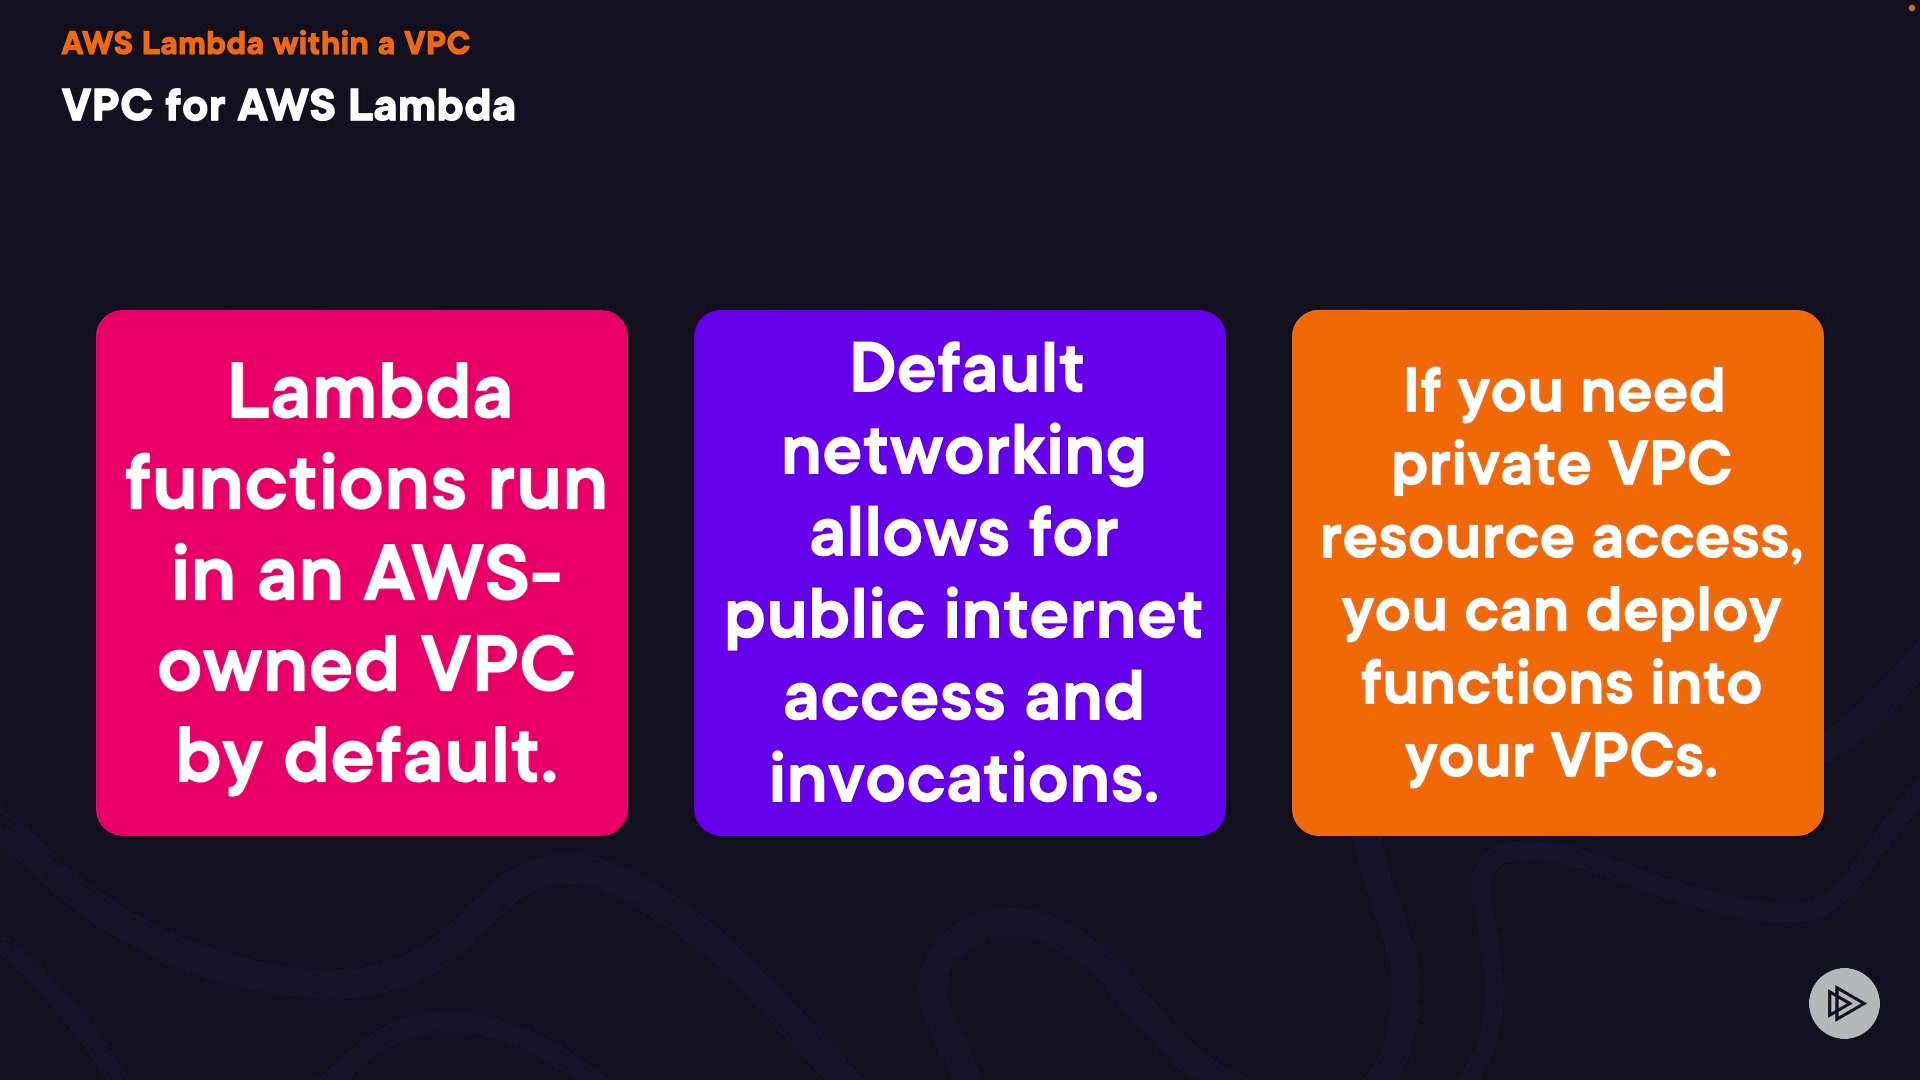 AWS Lambda within a VPC
VPC for AWS Lambda
Lambda
functions run
in an AWS-
owned VPC
by default.
Default
networking
allows for
public internet
access and
invocations.
If you need
private VPC
resource access,
you can deploy
functions into
your VPCs.